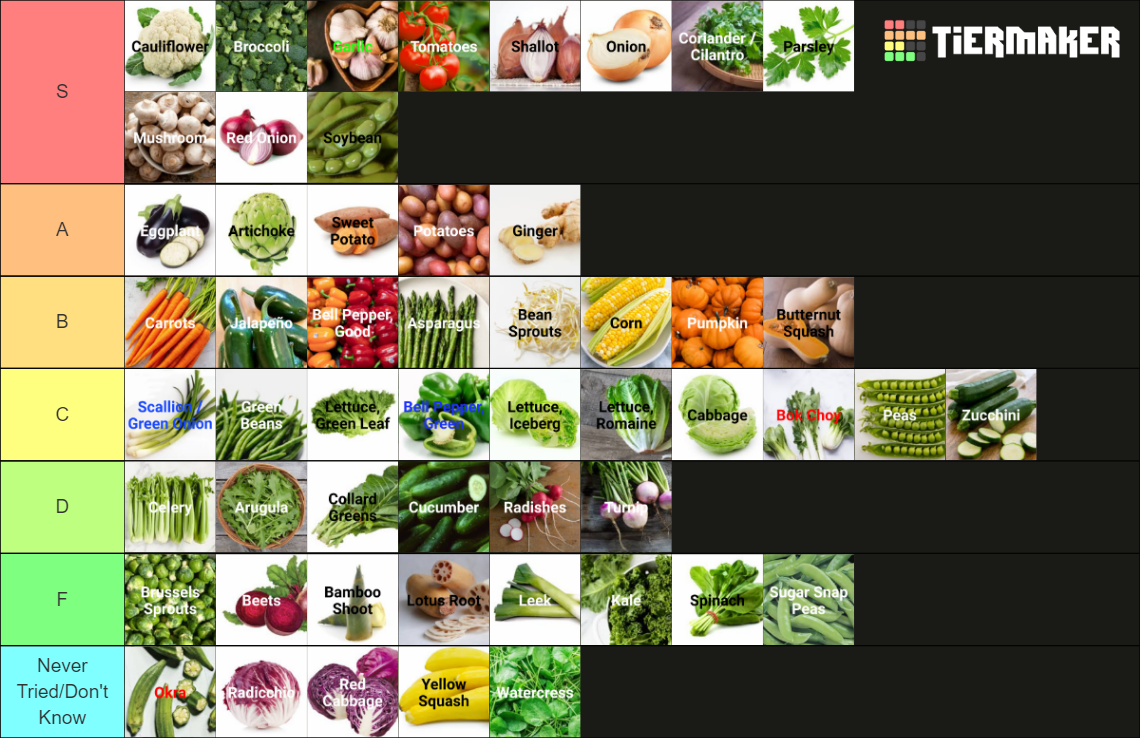 S
Cauliflower
Broccoli
Garlic
Tomatoes
Shallot
Onion
Coriander /
Cilantro
Parsley
TiERMAKER
Mushroom
Red Onion
Soybean
A
Eggplant
Artichoke
Sweet
Potato
Potatoes
Ginger
B
Carrots
Jalapeño
Bell Pepper,
Good
Asparagus
Bean
Sprouts
Corn
Pumpkin
Butternut
Squash
C
Scallion /
Green Onion
Green
Beans
Lettuce,
Green Leaf
Bell Pepper,
Green
Lettuce,
Iceberg
Lettuce,
Romaine
Cabbage
Bok Choy
Peas
Zucchini
D
Celery
Arugula
Collard
Greens
Cucumber
Radishes
Turnip
F
Brussels
Sprouts
Beets
Bamboo
Shoot
Lotus Root
Leek
Kale
Spinach
Sugar Snap
Peas
Never
Tried/Don't
Know
Okra
Radicchio
Red
Cabbage
Yellow
Squash
Watercress